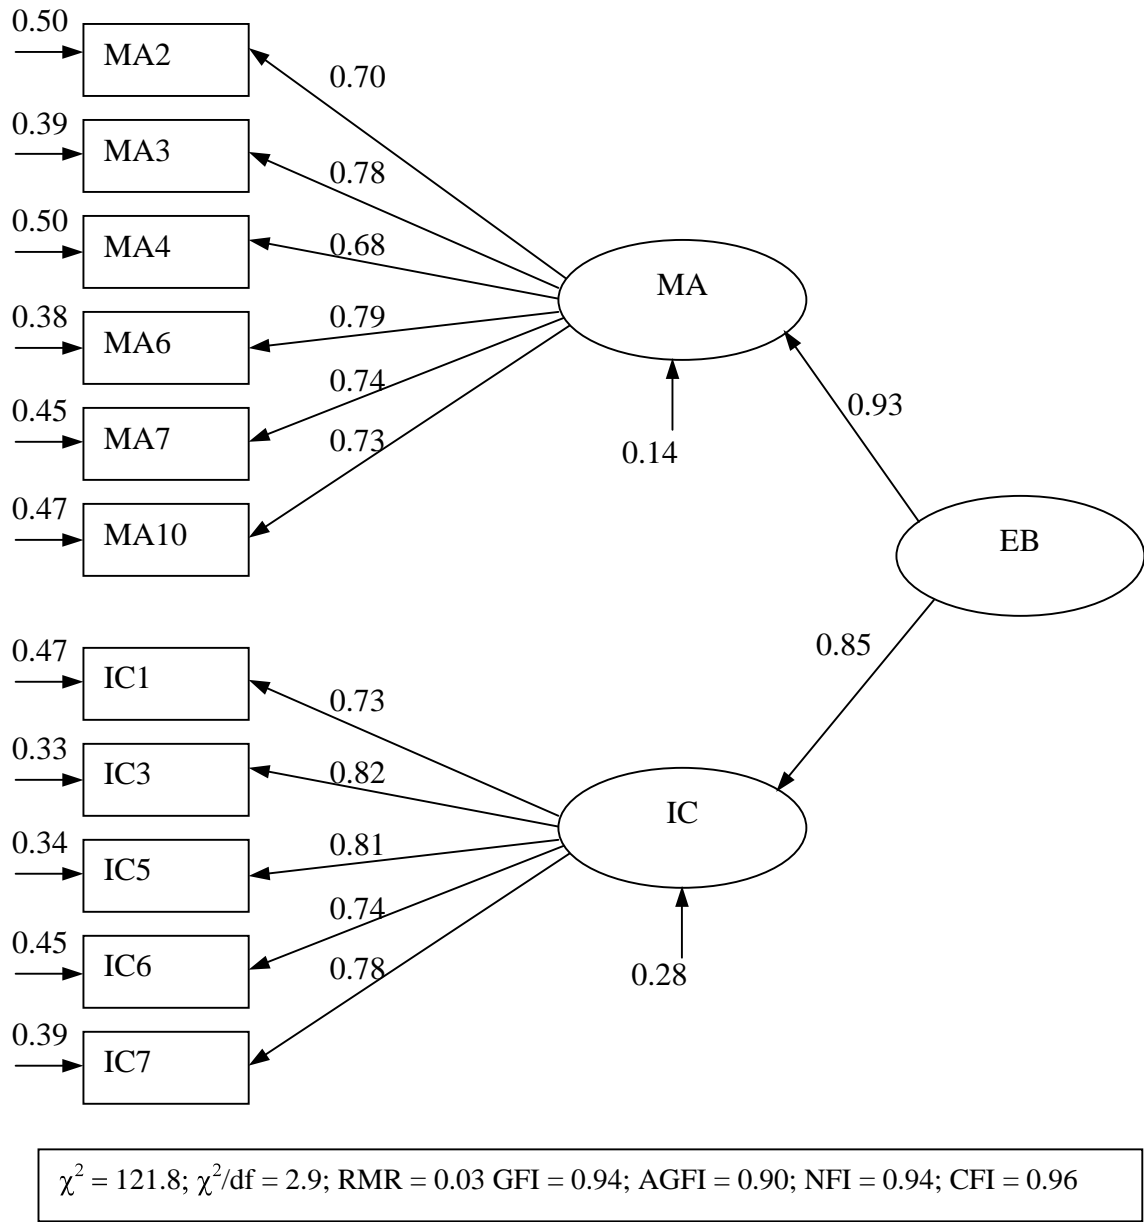 0.50
MA2
0.70
0.39
MA3
0.78
0.50
MA4
0.68
MA
0.38
MA6
0.79
0.45
MA7
0.74
0.93
0.14
0.47
MA10
0.73
EB
0.47
IC1
0.73
0.85
0.33
IC3
0.82
IC
0.34
IC5
0.81
0.45
IC6
0.74
0.28
0.39
IC7
0.78
χ² = 121.8; χ²/df = 2.9; RMR = 0.03 GFI = 0.94; AGFI = 0.90; NFI = 0.94; CFI = 0.96